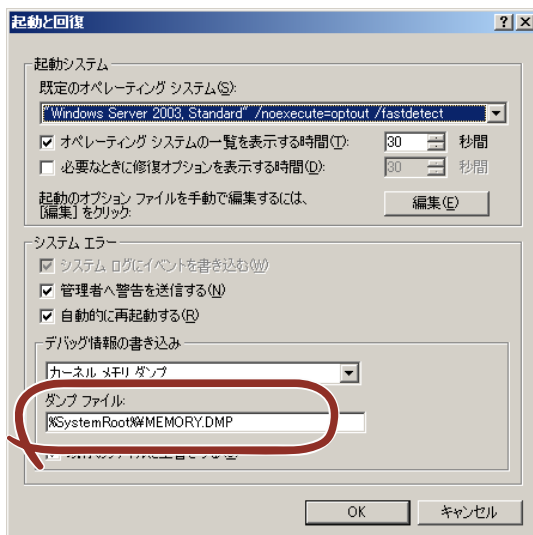 起動と回復
起動システム
既定のオペレーティング システム(S):
"Windows Server 2003, Standard" /noexecute=optout /fastdetect
オペレーティング システムの一覧を表示する時間(T): 30 秒間
必要なときに修復オプションを表示する時間(D): 30 秒間
起動のオプション ファイルを手動で編集するには、
[編集] をクリック: 編集(E)
システム エラー
システム ログにイベントを書き込む(W)
管理者へ警告を送信する(N)
自動的に再起動する(R)
デバッグ情報の書き込み
カーネル メモリ ダンプ
ダンプ ファイル:
%SystemRoot%¥MEMORY.DMP
OK キャンセル